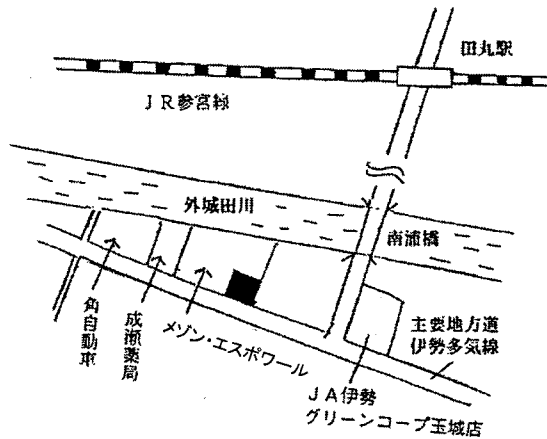 田丸駅
JR参宮線
外城田川
南浦橋
角自動車
成瀬薬局
メゾン・エスポワール
主要地方道
伊勢多気線
JA伊勢
グリーンコープ玉城店